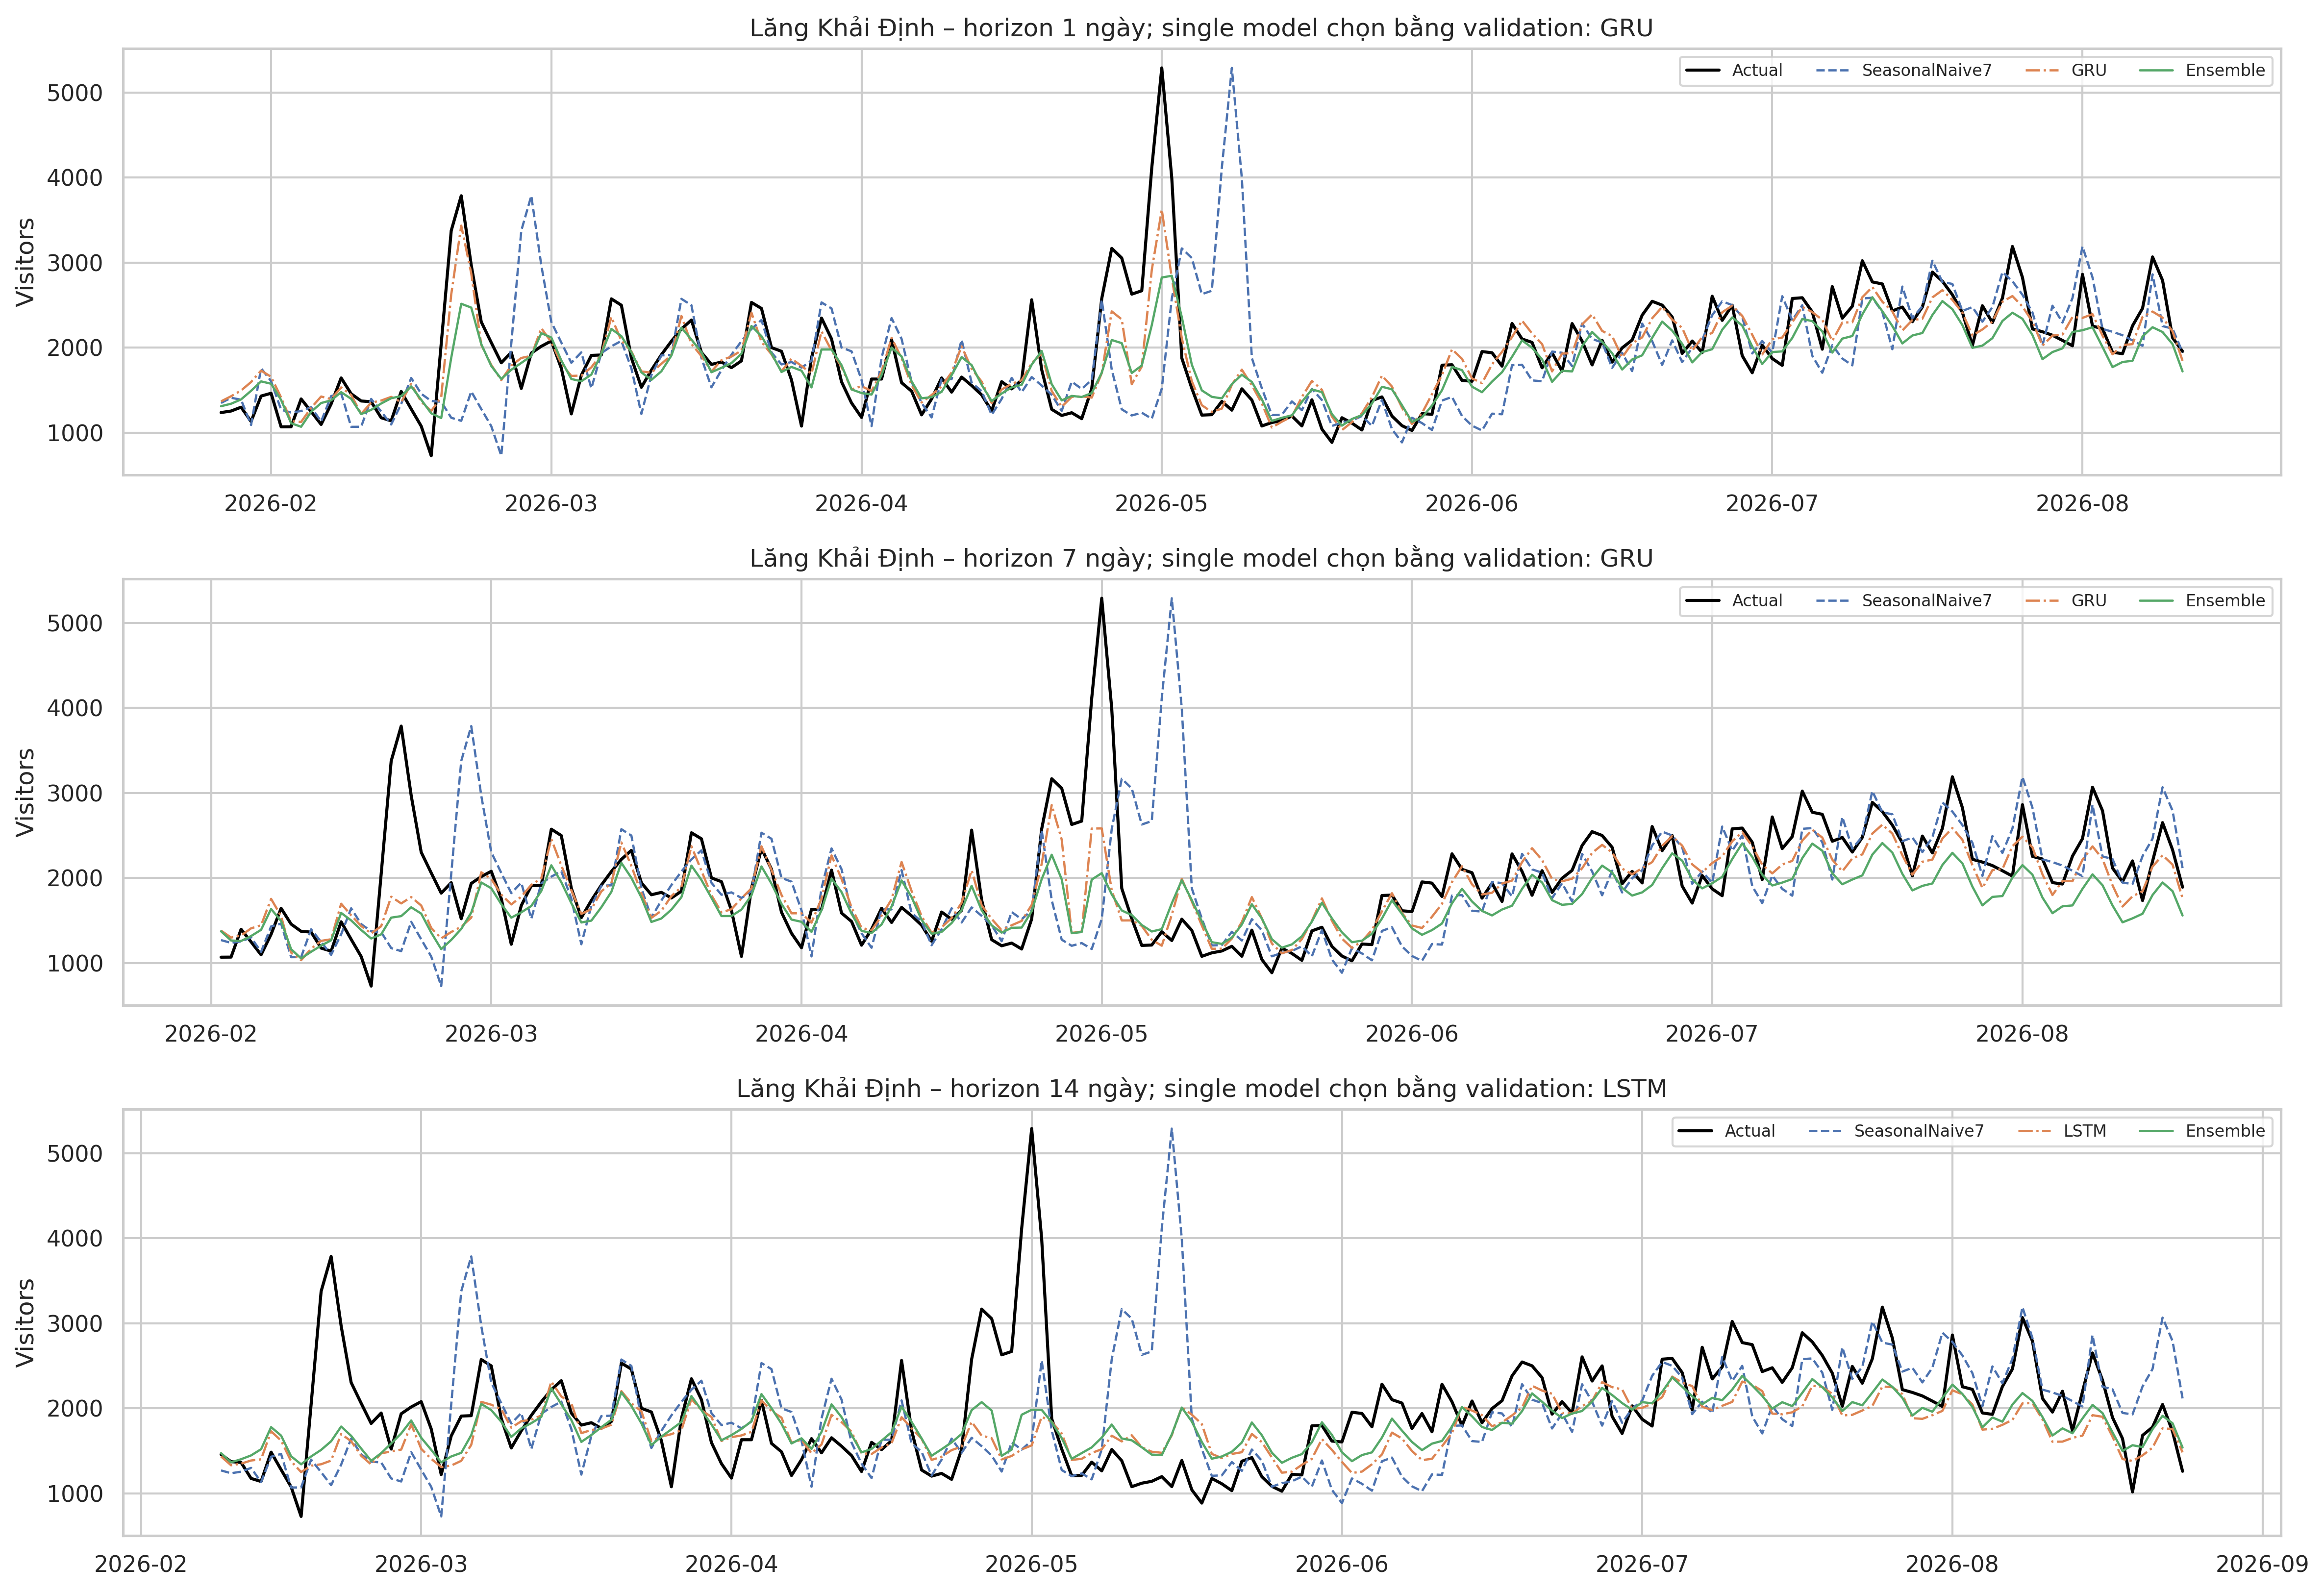 Lăng Khải Định – horizon 1 ngày; single model chọn bằng validation: GRU
Actual SeasonalNaive7 GRU Ensemble
5000
4000
3000
2000
1000
Visitors
2026-02 2026-03 2026-04 2026-05 2026-06 2026-07 2026-08
Lăng Khải Định – horizon 7 ngày; single model chọn bằng validation: GRU
Actual SeasonalNaive7 GRU Ensemble
5000
4000
3000
2000
1000
Visitors
2026-02 2026-03 2026-04 2026-05 2026-06 2026-07 2026-08
Lăng Khải Định – horizon 14 ngày; single model chọn bằng validation: LSTM
Actual SeasonalNaive7 LSTM Ensemble
5000
4000
3000
2000
1000
Visitors
2026-02 2026-03 2026-04 2026-05 2026-06 2026-07 2026-08 2026-09